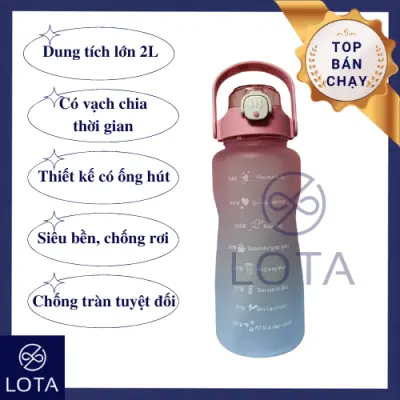 Dung tích lớn 2L
TOP
BÁN
CHẠY
Có vạch chia
thời gian
Thiết kế có ống hút
Siêu bền, chống rơi
LOTA
Chống tràn tuyệt đối
LOTA
LOTA